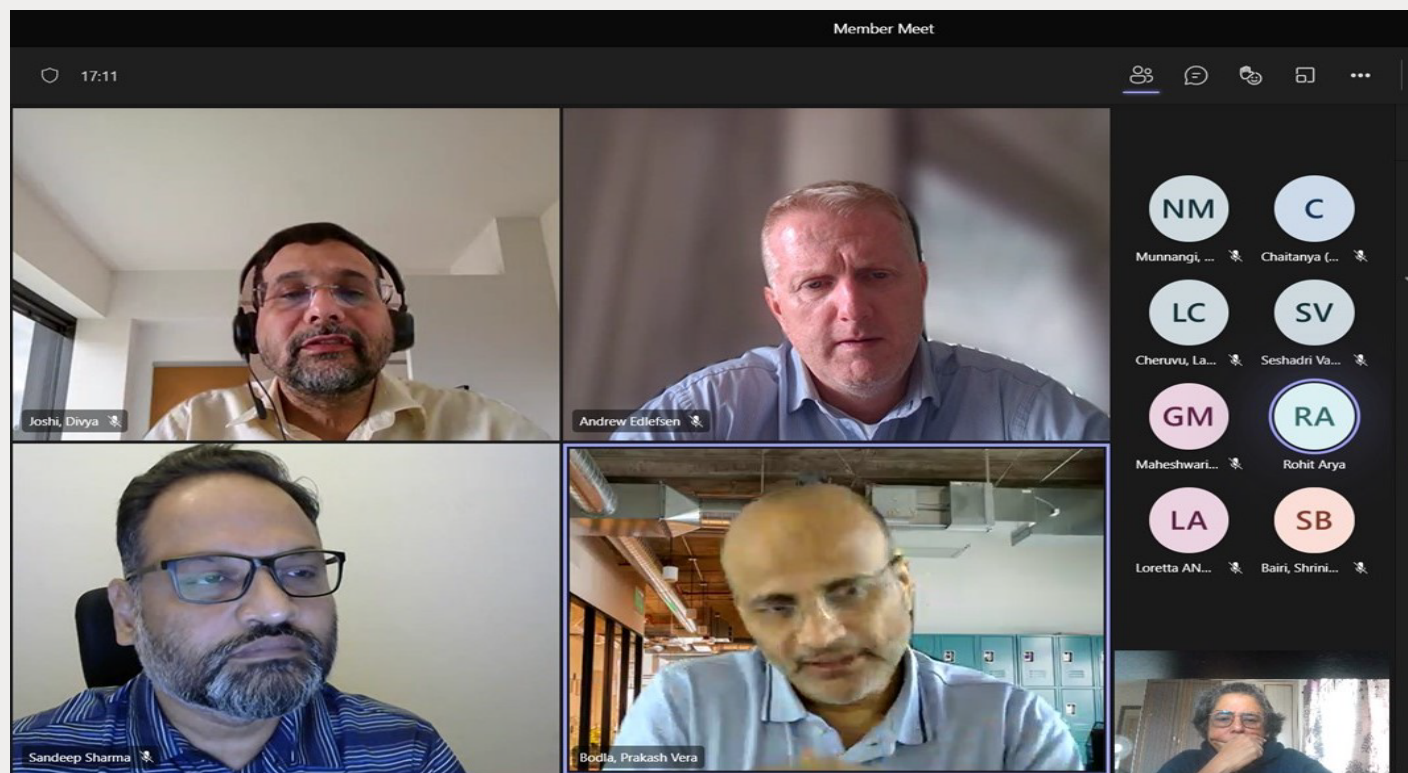 Member Meet
17:11
NM
C
Munnangi, ...
Chaitanya (...
LC
SV
Cheruvu, La...
Seshadri Va...
GM
RA
Maheshwari...
Rohit Arya
LA
SB
Loretta AN...
Bairi, Shrini...
Joshi, Divya
Andrew Edlefsen
Sandeep Sharma
Bodla, Prakash Vera